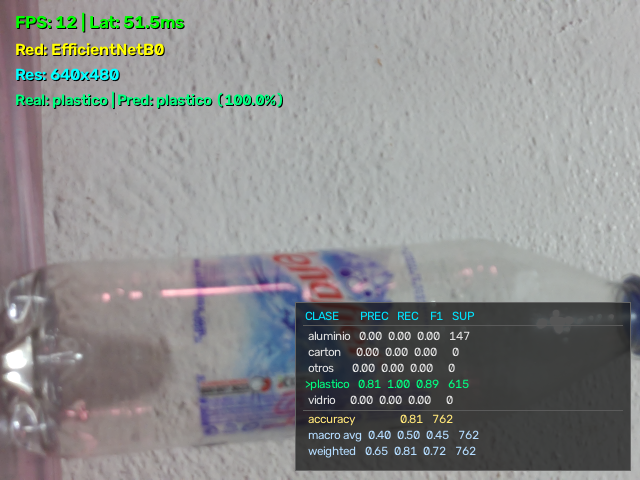 FPS: 12 | Lat: 51.5ms
Red: EfficientNetB0
Res: 640x480
Real: plastico | Pred: plastico (100.0%)
CLASE PREC REC F1 SUP
aluminio 0.00 0.00 0.00 147
carton 0.00 0.00 0.00 0
otros 0.00 0.00 0.00 0
>plastico 0.81 1.00 0.89 615
vidrio 0.00 0.00 0.00 0
accuracy 0.81 762
macro avg 0.40 0.50 0.45 762
weighted 0.65 0.81 0.72 762